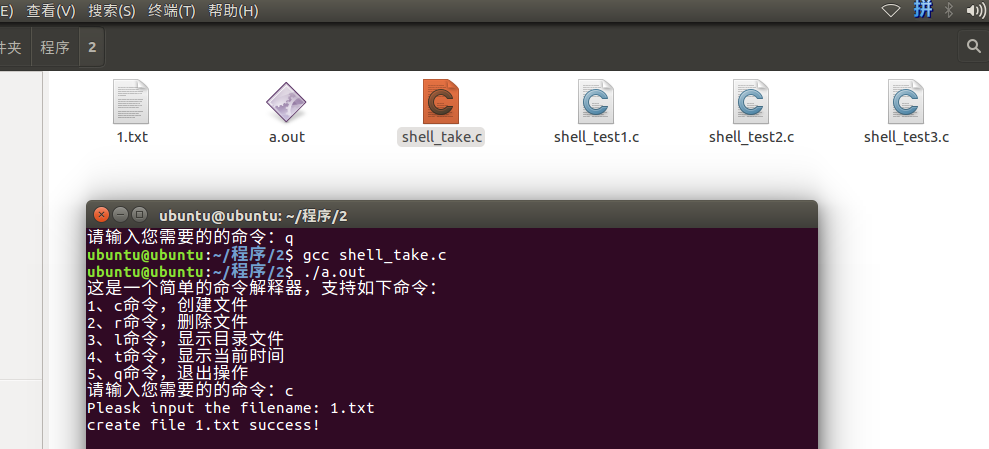 E) 查看(V) 搜索(S) 终端(T) 帮助(H) 拼
件夹 程序 2
1.txt a.out shell_take.c shell_test1.c shell_test2.c shell_test3.c
ubuntu@ubuntu: ~/程序/2
请输入您需要的的命令：q
ubuntu@ubuntu:~/程序/2$ gcc shell_take.c
ubuntu@ubuntu:~/程序/2$ ./a.out
这是一个简单的命令解释器，支持如下命令：
1、c命令，创建文件
2、r命令，删除文件
3、l命令，显示目录文件
4、t命令，显示当前时间
5、q命令，退出操作
请输入您需要的的命令：c
Pleask input the filename: 1.txt
create file 1.txt success!